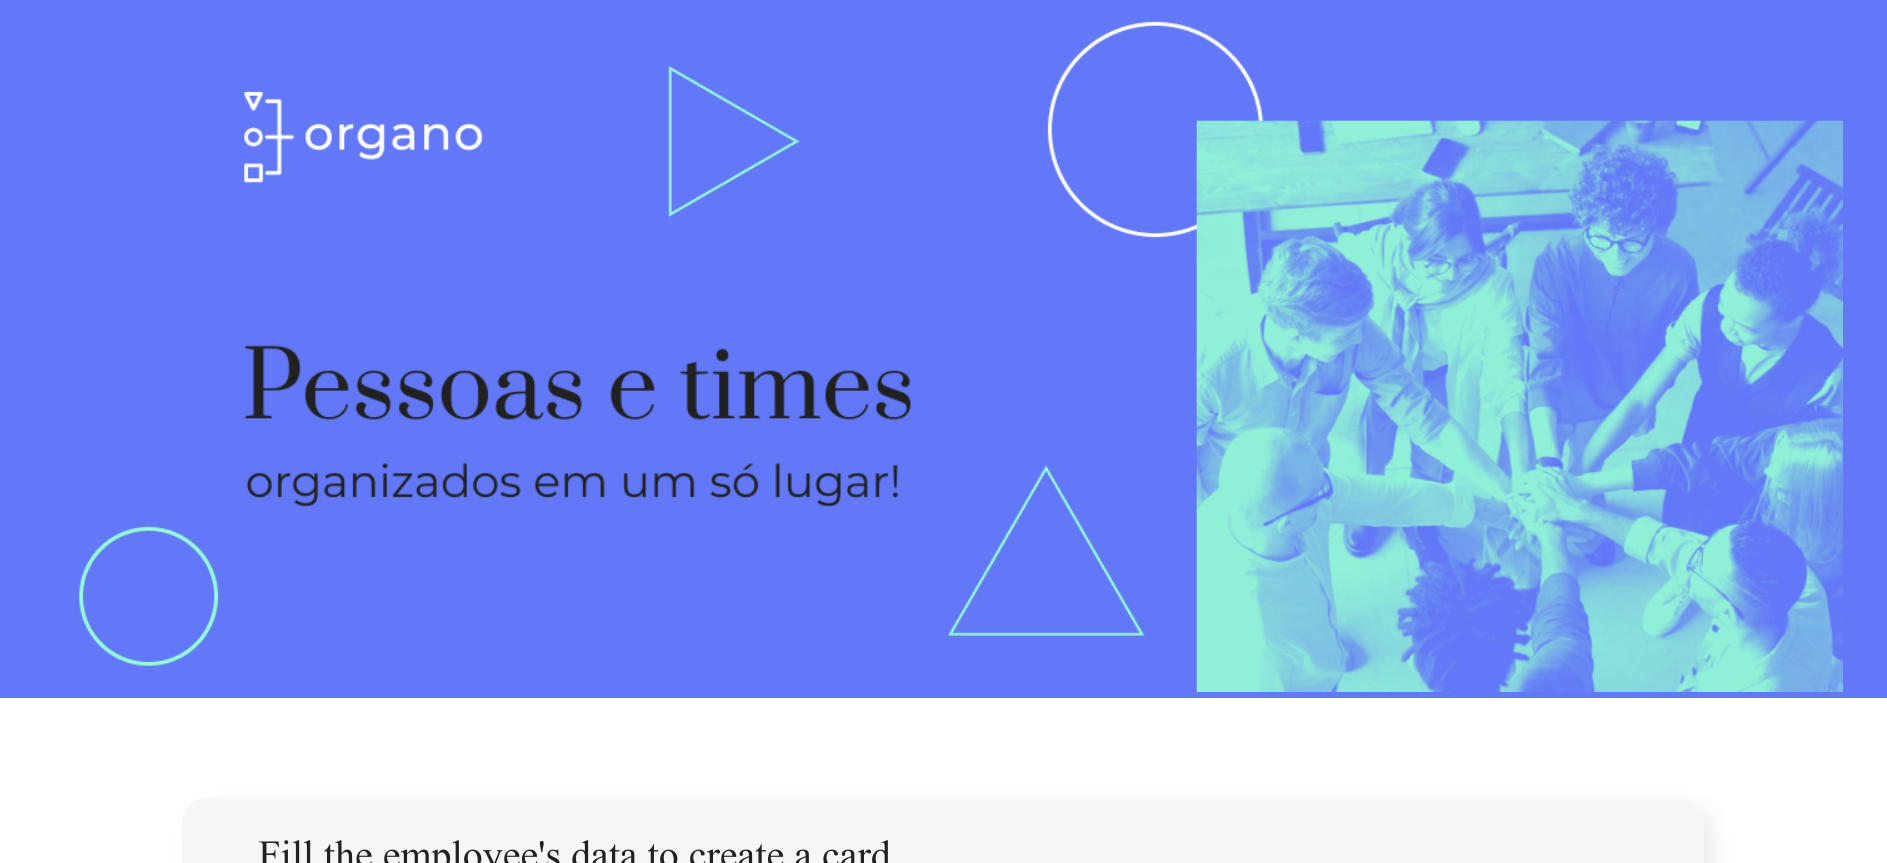 organo
Pessoas e times
organizados em um só lugar!
Fill the employee's data to create a card